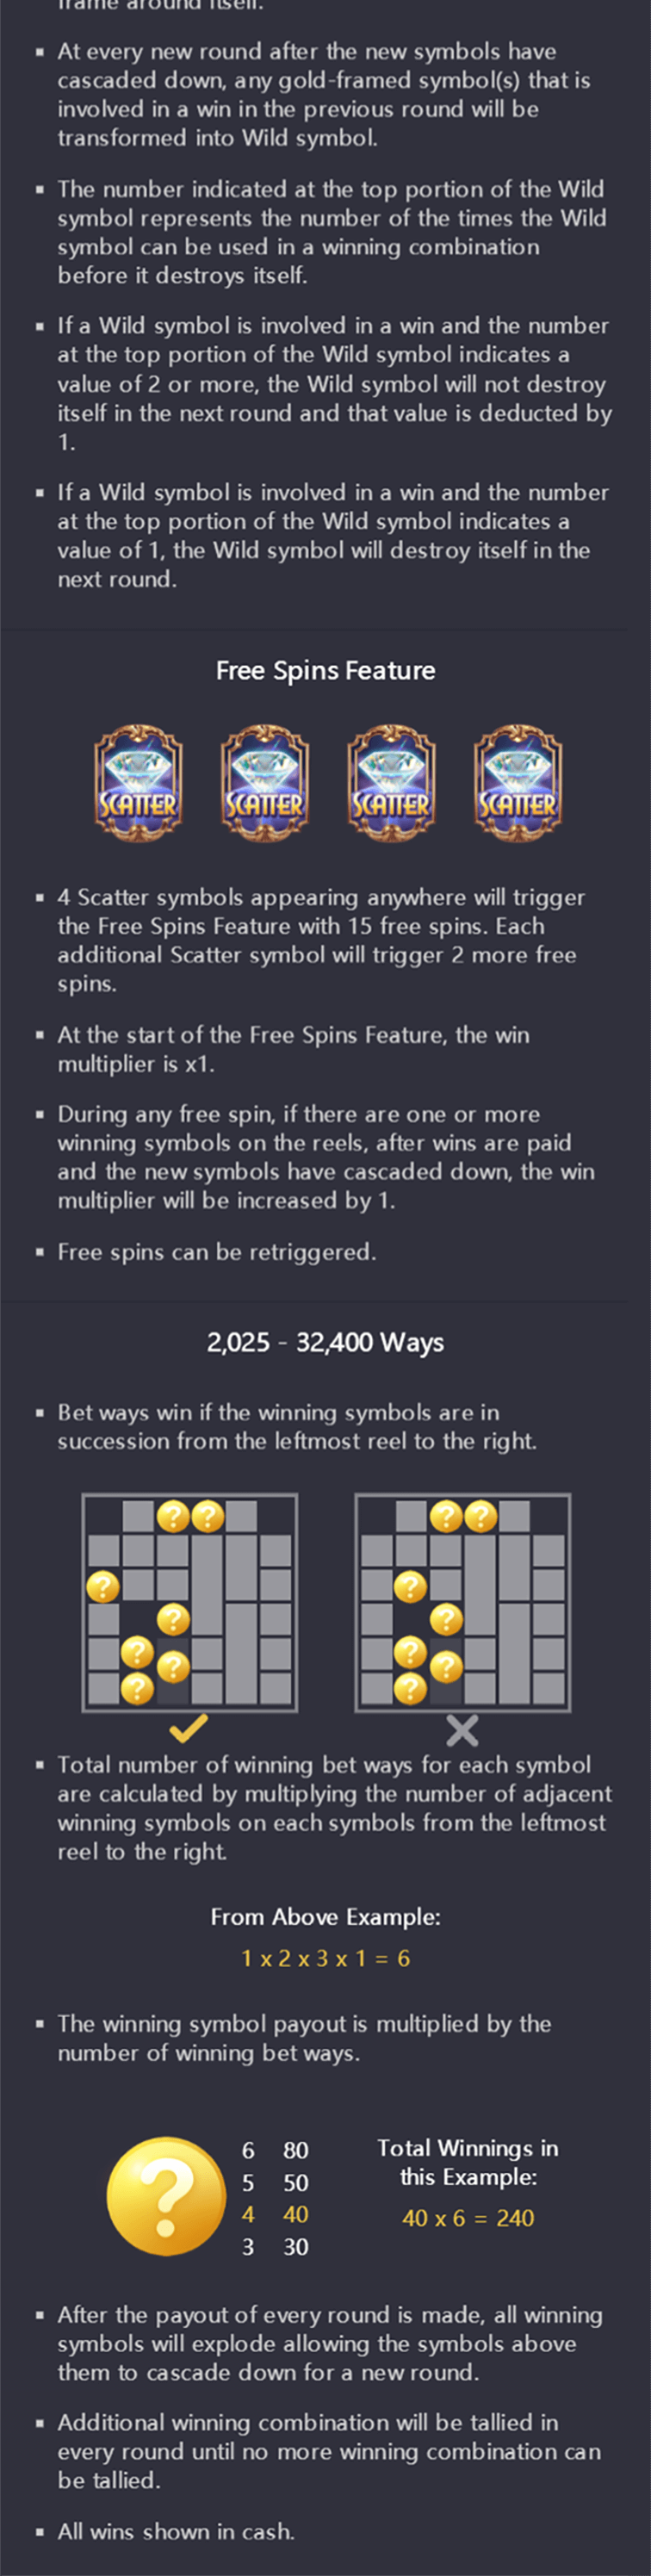 frame around itself.
▪ At every new round after the new symbols have
cascaded down, any gold-framed symbol(s) that is
involved in a win in the previous round will be
transformed into Wild symbol.
▪ The number indicated at the top portion of the Wild
symbol represents the number of the times the Wild
symbol can be used in a winning combination
before it destroys itself.
▪ If a Wild symbol is involved in a win and the number
at the top portion of the Wild symbol indicates a
value of 2 or more, the Wild symbol will not destroy
itself in the next round and that value is deducted by
1.
▪ If a Wild symbol is involved in a win and the number
at the top portion of the Wild symbol indicates a
value of 1, the Wild symbol will destroy itself in the
next round.
Free Spins Feature
SCATTER SCATTER SCATTER SCATTER
▪ 4 Scatter symbols appearing anywhere will trigger
the Free Spins Feature with 15 free spins. Each
additional Scatter symbol will trigger 2 more free
spins.
▪ At the start of the Free Spins Feature, the win
multiplier is x1.
▪ During any free spin, if there are one or more
winning symbols on the reels, after wins are paid
and the new symbols have cascaded down, the win
multiplier will be increased by 1.
▪ Free spins can be retriggered.
2,025 - 32,400 Ways
▪ Bet ways win if the winning symbols are in
succession from the leftmost reel to the right.
? ? ? ?
? ?
? ?
? ?
? ?
? ?
▪ Total number of winning bet ways for each symbol
are calculated by multiplying the number of adjacent
winning symbols on each symbols from the leftmost
reel to the right.
From Above Example:
1 x 2 x 3 x 1 = 6
▪ The winning symbol payout is multiplied by the
number of winning bet ways.
?
6 80
5 50
4 40
3 30
Total Winnings in
this Example:
40 x 6 = 240
▪ After the payout of every round is made, all winning
symbols will explode allowing the symbols above
them to cascade down for a new round.
▪ Additional winning combination will be tallied in
every round until no more winning combination can
be tallied.
▪ All wins shown in cash.